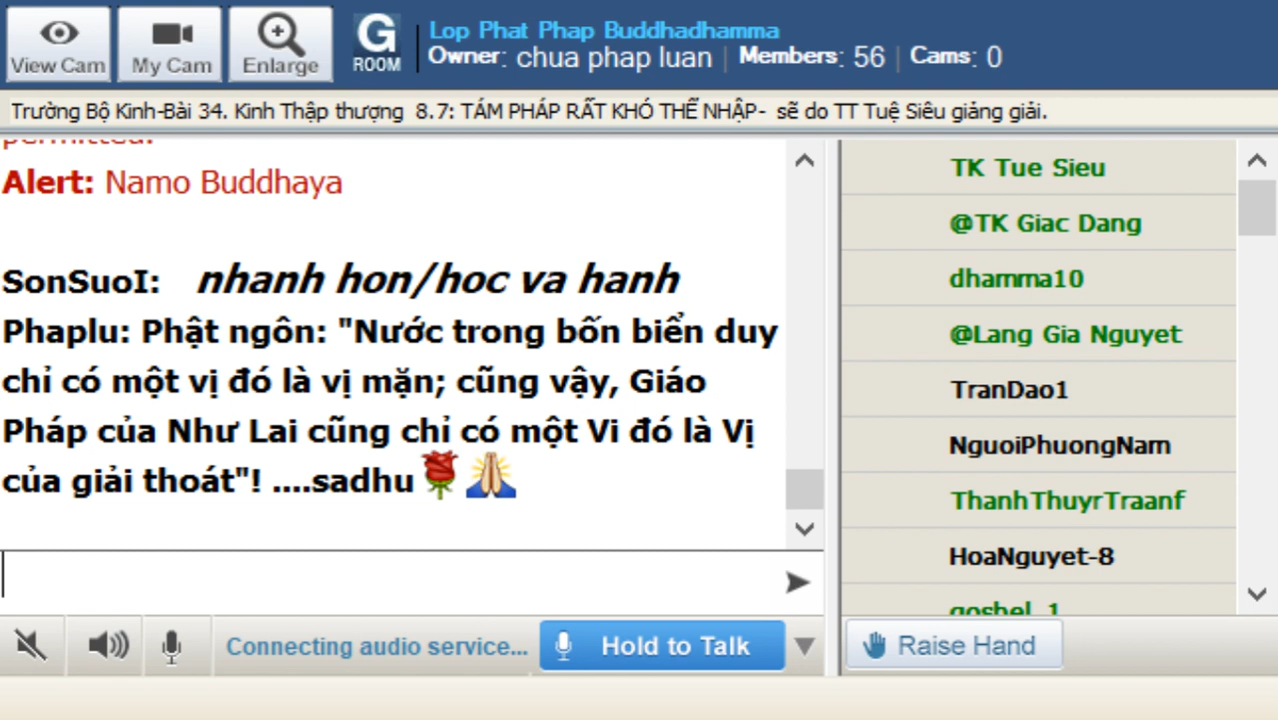 View Cam
My Cam
Enlarge
G
ROOM
Lop Phat Phap Buddhadhamma
Owner: chua phap luan | Members: 56 | Cams: 0
Trường Bộ Kinh-Bài 34. Kinh Thập thượng 8.7: TÁM PHÁP RẤT KHÓ THỂ NHẬP- sẽ do TT Tuệ Siêu giảng giải.
permitted.
Alert: Namo Buddhaya
SonSuoI: nhanh hon/hoc va hanh
Phaplu: Phật ngôn: "Nước trong bốn biển duy
chỉ có một vị đó là vị mặn; cũng vậy, Giáo
Pháp của Như Lai cũng chỉ có một Vi đó là Vị
của giải thoát"! ....sadhu
TK Tue Sieu
@TK Giac Dang
dhamma10
@Lang Gia Nguyet
TranDao1
NguoiPhuongNam
ThanhThuyrTraanf
HoaNguyet-8
gosbel_1
Connecting audio service...
Hold to Talk
Raise Hand